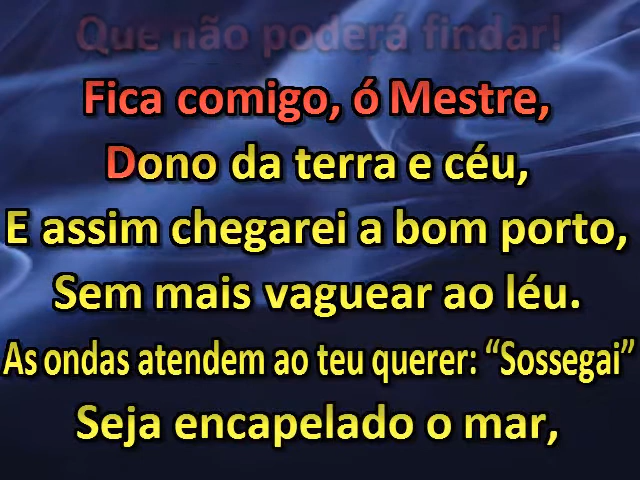 Que não poderá findar!
Fica comigo, ó Mestre,
Dono da terra e céu,
E assim chegarei a bom porto,
Sem mais vaguear ao léu.
As ondas atendem ao teu querer: “Sossegai”
Seja encapelado o mar,